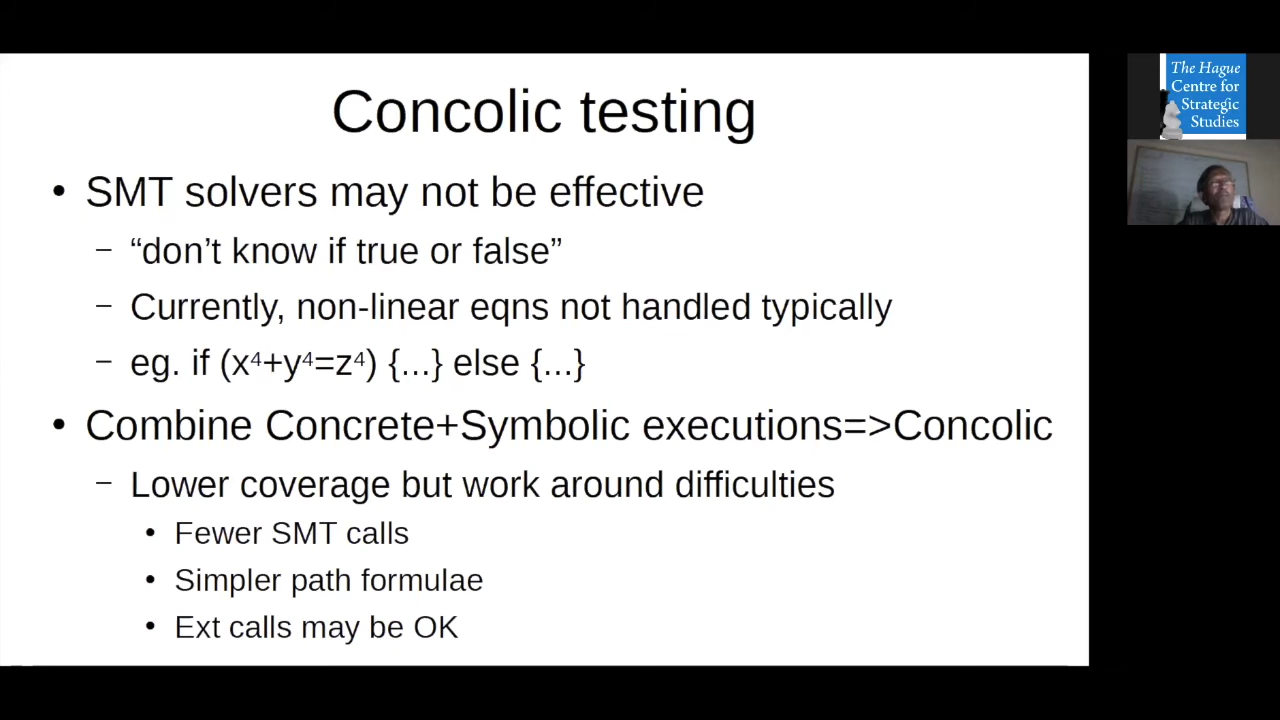 Concolic testing
• SMT solvers may not be effective
– “don’t know if true or false”
– Currently, non-linear eqns not handled typically
– eg. if (x⁴+y⁴=z⁴) {...} else {...}
• Combine Concrete+Symbolic executions=>Concolic
– Lower coverage but work around difficulties
• Fewer SMT calls
• Simpler path formulae
• Ext calls may be OK
The Hague
Centre for
Strategic
Studies